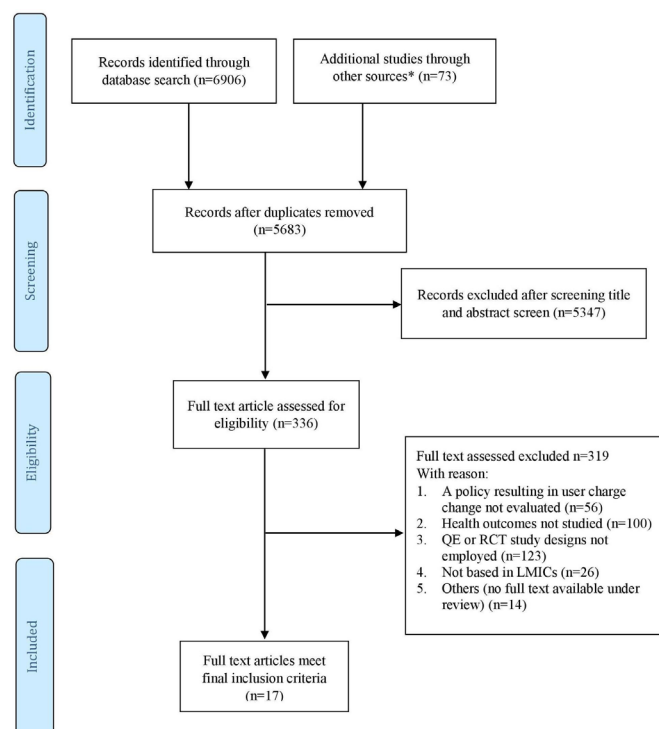 Identification
Records identified through
database search (n=6906)
Additional studies through
other sources* (n=73)
Screening
Records after duplicates removed
(n=5683)
Records excluded after screening title
and abstract screen (n=5347)
Eligibility
Full text article assessed for
eligibility (n=336)
Full text assessed excluded n=319
With reason:
1. A policy resulting in user charge
change not evaluated (n=56)
2. Health outcomes not studied (n=100)
3. QE or RCT study designs not
employed (n=123)
4. Not based in LMICs (n=26)
5. Others (no full text available under
review) (n=14)
Included
Full text articles meet
final inclusion criteria
(n=17)